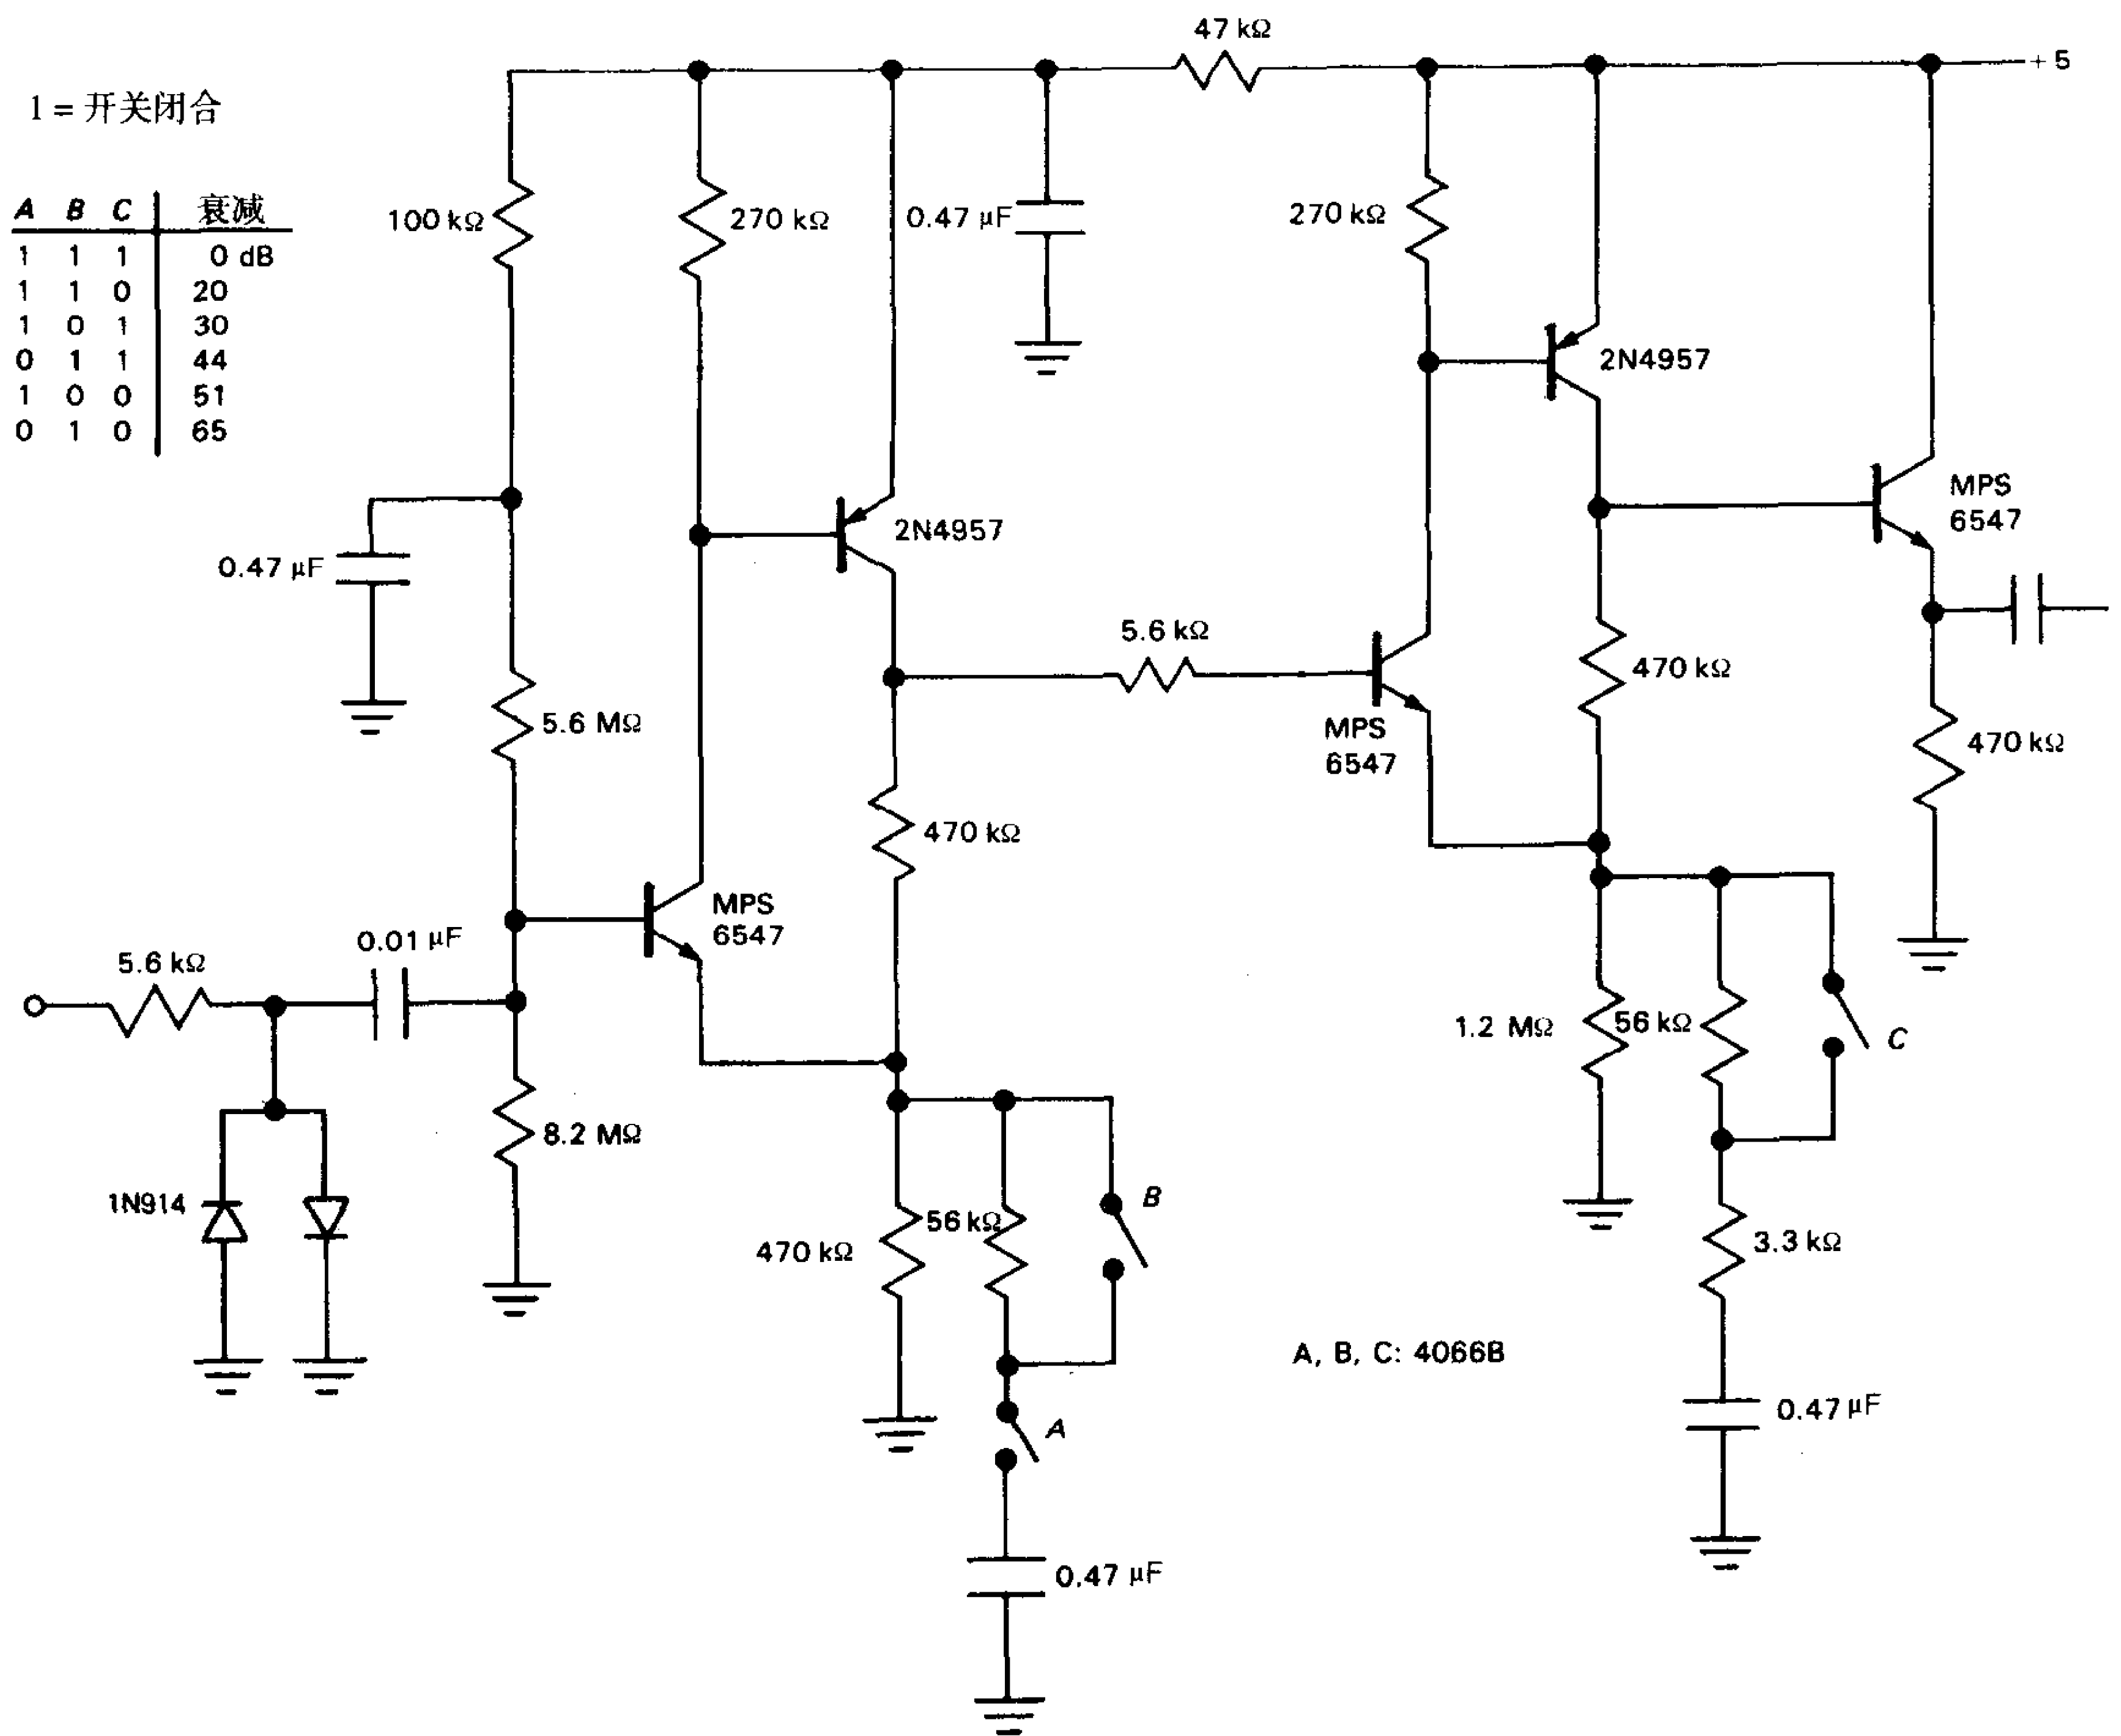 47 kΩ
+ 5
1 = 开关闭合
A B C 衰减
1 1 1 0 dB
1 1 0 20
1 0 1 30
0 1 1 44
1 0 0 51
0 1 0 65
100 kΩ
270 kΩ
0.47 μF
270 kΩ
2N4957
MPS
6547
2N4957
0.47 μF
5.6 kΩ
470 kΩ
5.6 MΩ
MPS
6547
470 kΩ
470 kΩ
MPS
6547
0.01 μF
5.6 kΩ
1.2 MΩ
56 kΩ
C
8.2 MΩ
1N914
B
56 kΩ
470 kΩ
3.3 kΩ
A, B, C: 4066B
A
0.47 μF
0.47 μF